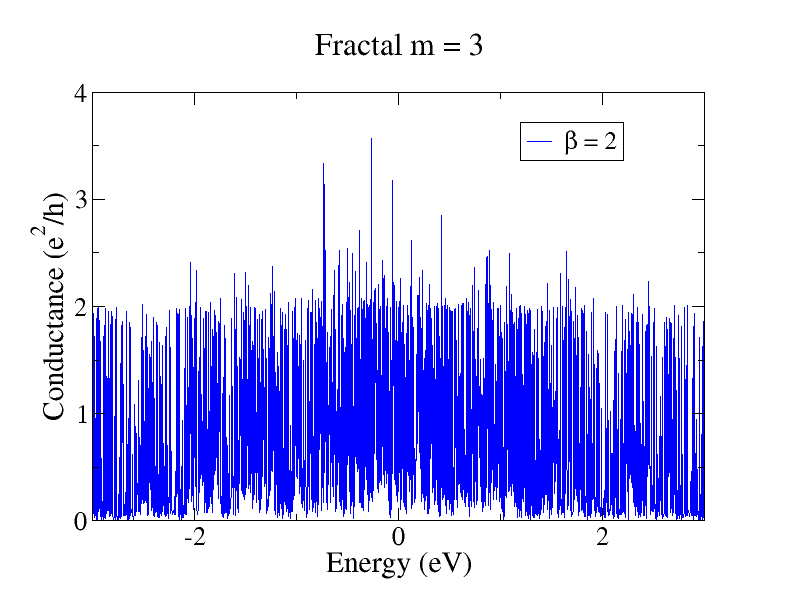 Fractal m = 3
4
β = 2
3
2
1
0
-2
0
2
Conductance (e²/h)
Energy (eV)